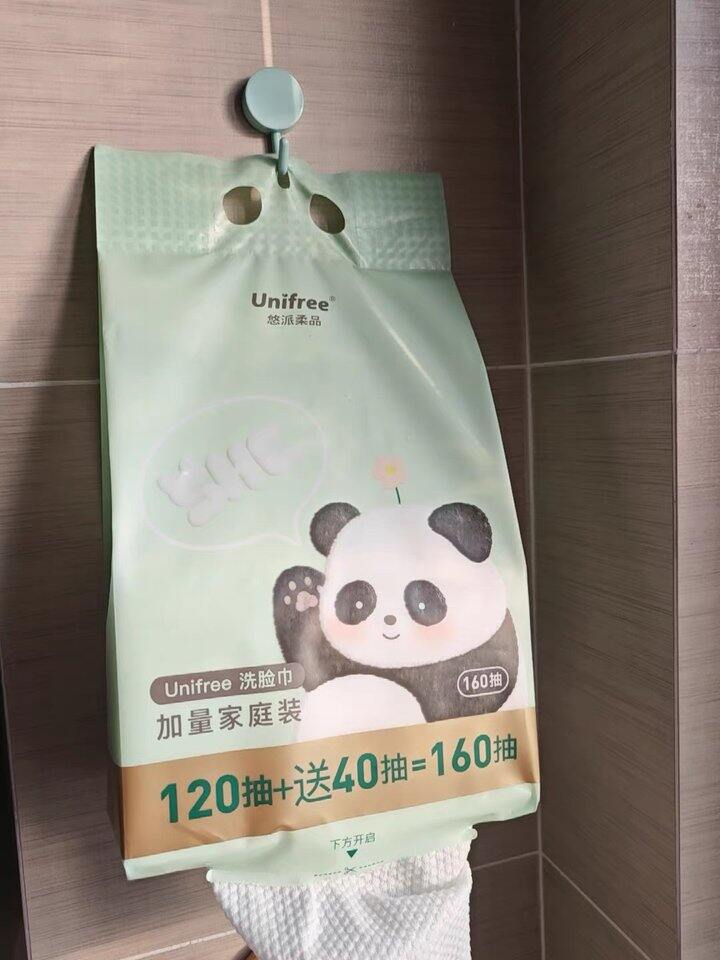 Unifree®
悠派柔品
Unifree 洗脸巾
160抽
加量家庭装
120抽+送40抽=160抽
下方开启